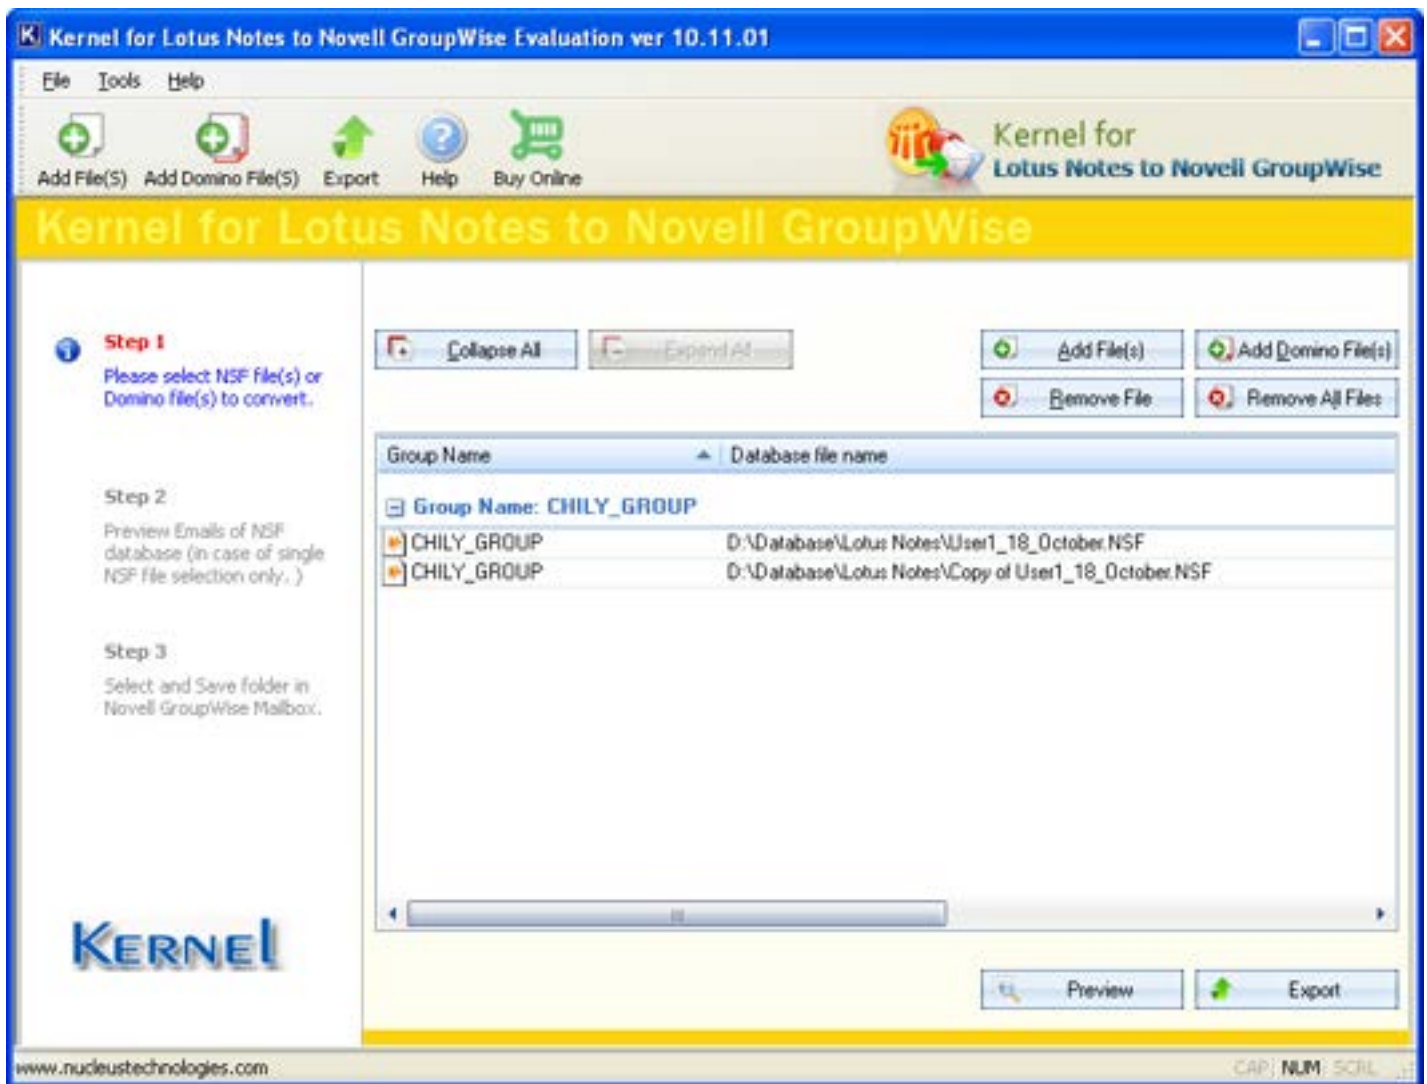 Kernel for Lotus Notes to Novell GroupWise Evaluation ver 10.11.01
File Tools Help
Add File(S) Add Domino File(S) Export Help Buy Online
Kernel for
Lotus Notes to Novell GroupWise
Kernel for Lotus Notes to Novell GroupWise
Step 1
Please select NSF file(s) or
Domino file(s) to convert.
Step 2
Preview Emails of NSF
database (in case of single
NSF file selection only. )
Step 3
Select and Save folder in
Novell GroupWise Mailbox.
KERNEL
Collapse All Expand All Add File(s) Add Domino File(s)
Remove File Remove All Files
Group Name Database file name
Group Name: CHILY_GROUP
CHILY_GROUP D:\Database\Lotus Notes\User1_18_October.NSF
CHILY_GROUP D:\Database\Lotus Notes\Copy of User1_18_October.NSF
Preview Export
www.nucleustechnologies.com CAP NUM SCRL